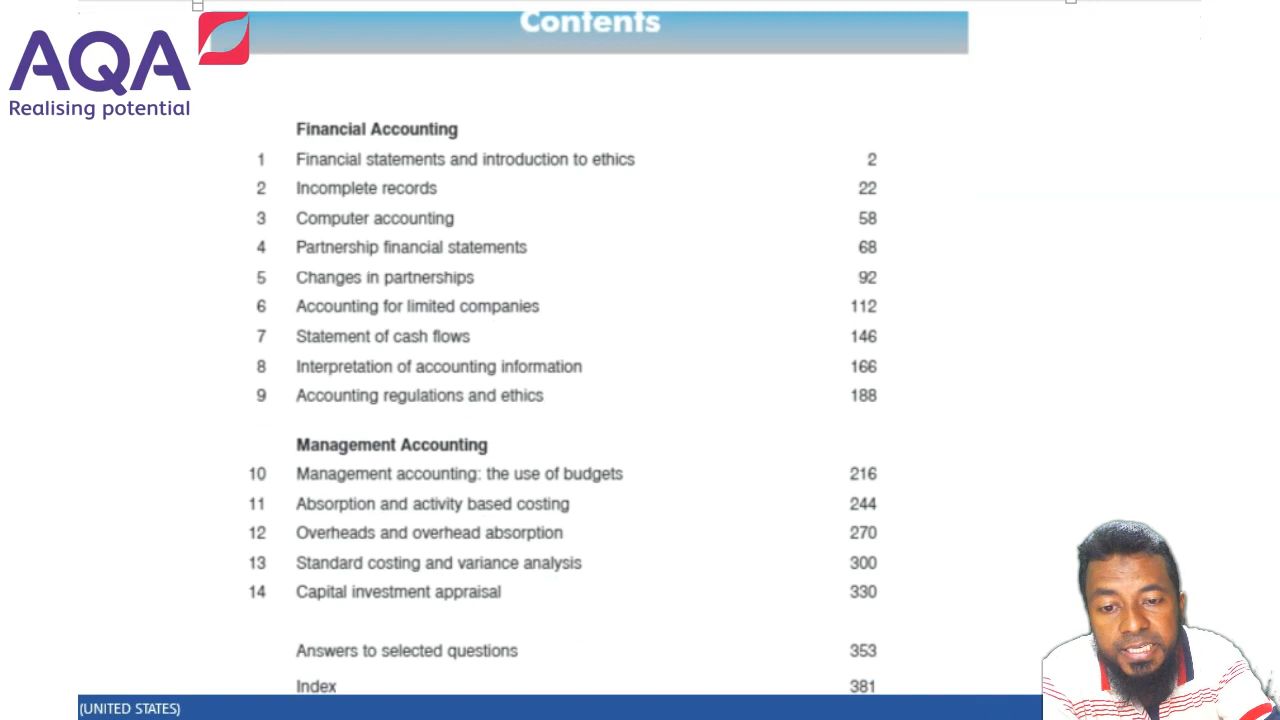 Contents
AQA
Realising potential
Financial Accounting
1 Financial statements and introduction to ethics 2
2 Incomplete records 22
3 Computer accounting 58
4 Partnership financial statements 68
5 Changes in partnerships 92
6 Accounting for limited companies 112
7 Statement of cash flows 146
8 Interpretation of accounting information 166
9 Accounting regulations and ethics 188
Management Accounting
10 Management accounting: the use of budgets 216
11 Absorption and activity based costing 244
12 Overheads and overhead absorption 270
13 Standard costing and variance analysis 300
14 Capital investment appraisal 330
Answers to selected questions 353
Index 381
(UNITED STATES)